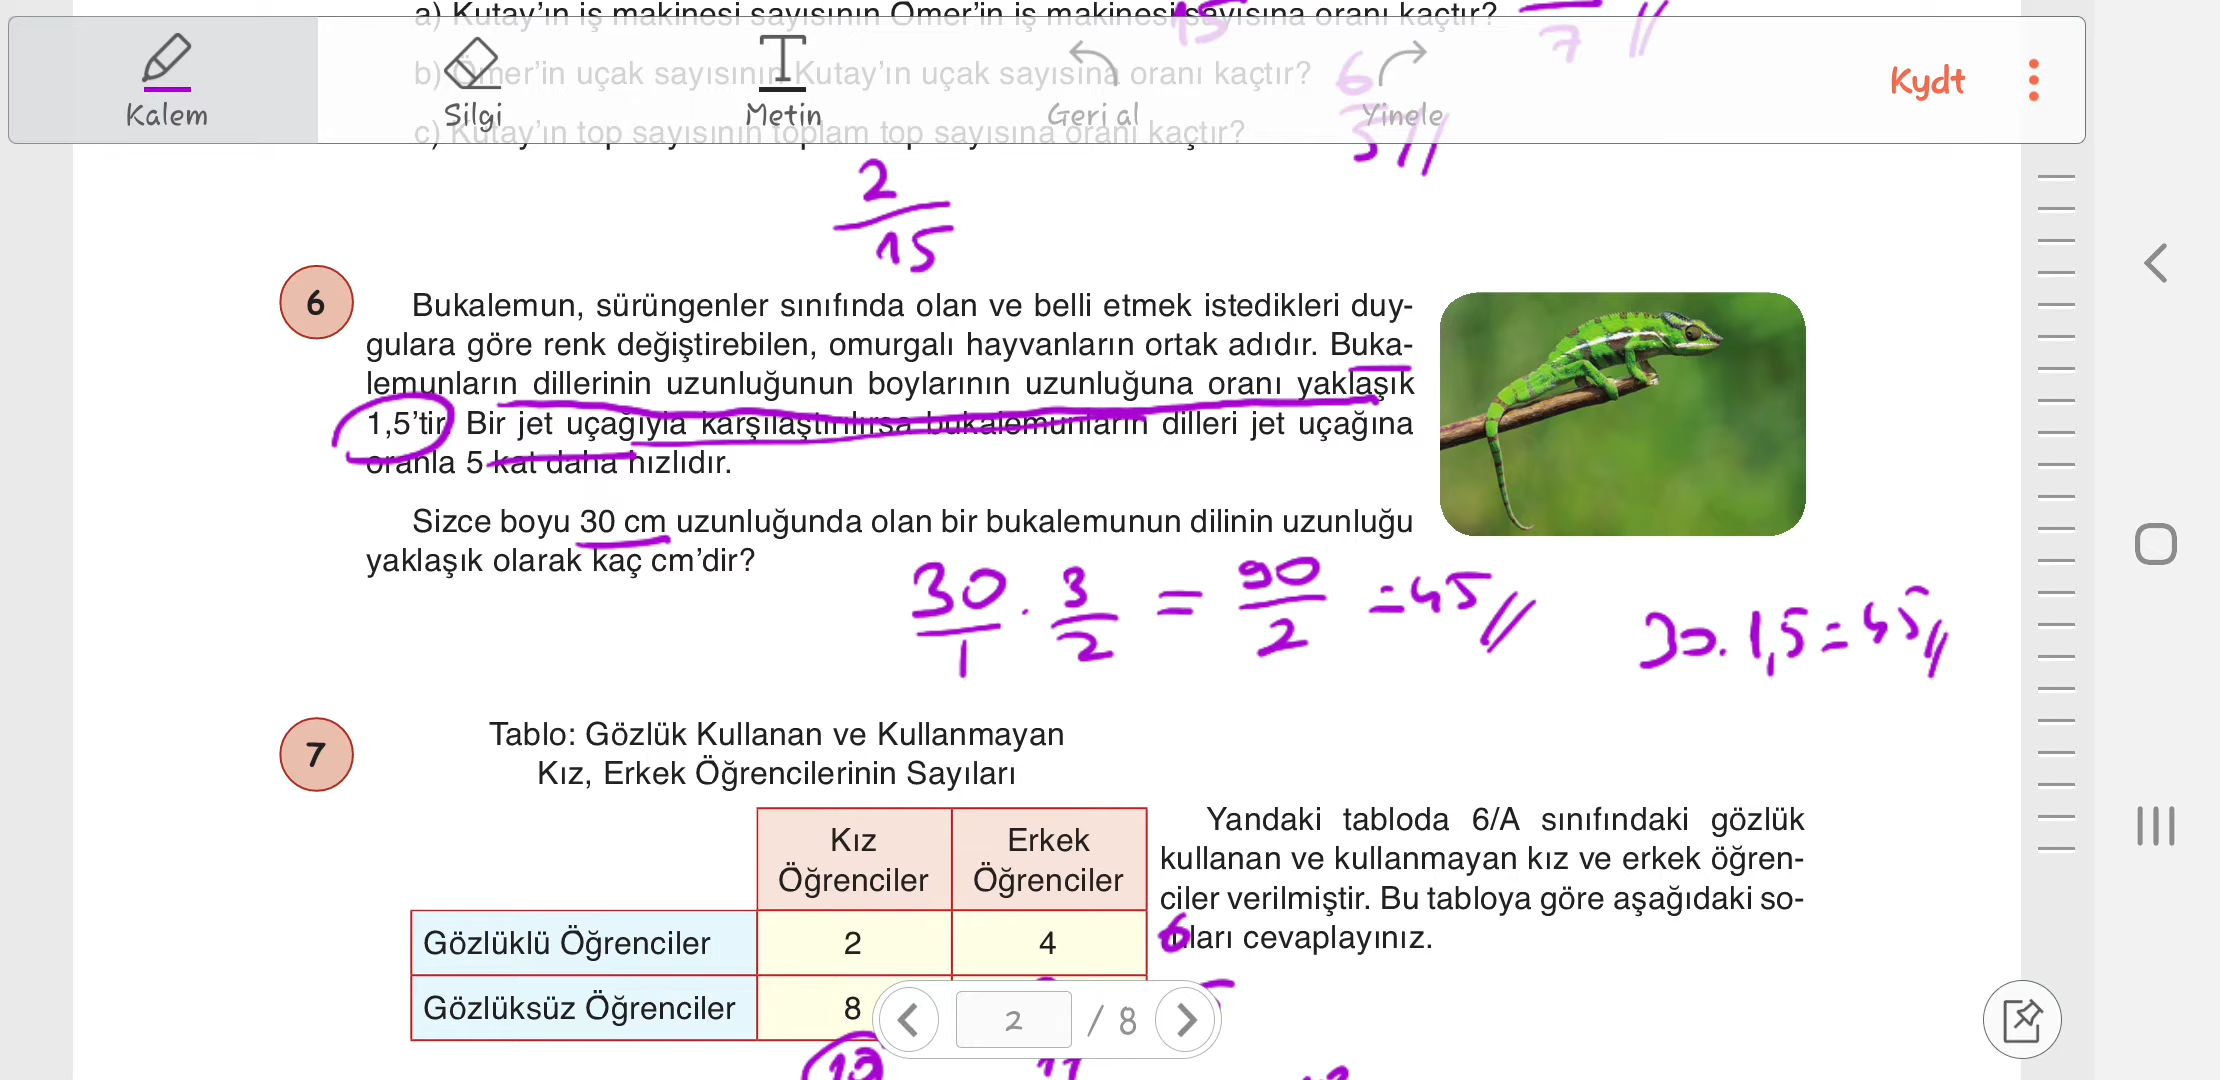 a) Kutay'ın iş makinesi sayısının Ömer'in iş makinesi sayısına oranı kaçtır?
15
7
b) Ömer'in uçak sayısının Kutay'ın uçak sayısına oranı kaçtır?
6
5
c) Kutay'ın top sayısının toplam top sayısına oranı kaçtır?
Kalem
Silgi
Metin
Geri al
Yinele
Kydt
2
15
6
Bukalemun, sürüngenler sınıfında olan ve belli etmek istedikleri duy-
gulara göre renk değiştirebilen, omurgalı hayvanların ortak adıdır. Buka-
lemunların dillerinin uzunluğunun boylarının uzunluğuna oranı yaklaşık
1,5'tir. Bir jet uçağıyla karşılaştırılırsa bukalemunların dilleri jet uçağına
oranla 5 kat daha hızlıdır.
Sizce boyu 30 cm uzunluğunda olan bir bukalemunun dilinin uzunluğu
yaklaşık olarak kaç cm'dir?
30/1 . 3/2 = 90/2 = 45 //
30. 1,5 = 45 //
7
Tablo: Gözlük Kullanan ve Kullanmayan
Kız, Erkek Öğrencilerinin Sayıları
Kız Öğrenciler
Erkek Öğrenciler
Gözlüklü Öğrenciler 2 4 6
Gözlüksüz Öğrenciler 8
Yandaki tabloda 6/A sınıfındaki gözlük
kullanan ve kullanmayan kız ve erkek öğren-
ciler verilmiştir. Bu tabloya göre aşağıdaki so-
ruları cevaplayınız.
2 / 8